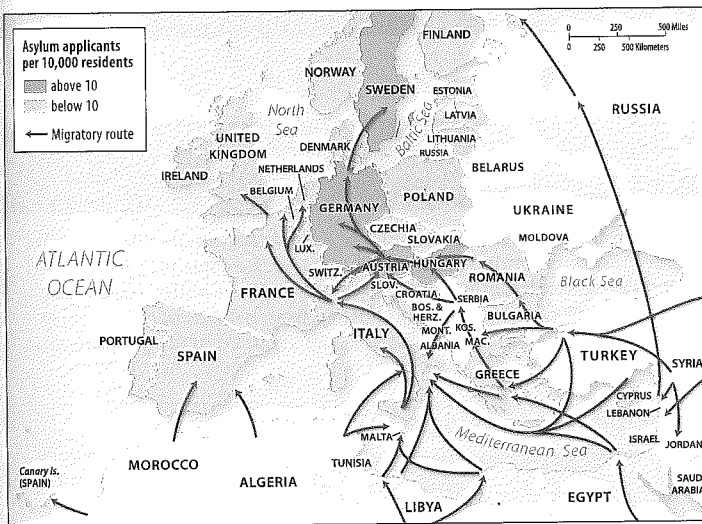 Asylum applicants
per 10,000 residents
above 10
below 10
Migratory route
0 250 500 Miles
0 250 500 Kilometers
FINLAND
NORWAY
SWEDEN
ESTONIA
RUSSIA
North
Sea
Baltic Sea
LATVIA
UNITED
KINGDOM
DENMARK
LITHUANIA
RUSSIA
NETHERLANDS
BELARUS
IRELAND
BELGIUM
GERMANY
POLAND
UKRAINE
CZECHIA
SLOVAKIA
MOLDOVA
LUX.
ATLANTIC
OCEAN
SWITZ.
AUSTRIA
HUNGARY
SLOV.
ROMANIA
Black Sea
FRANCE
CROATIA
BOS. &
HERZ.
SERBIA
BULGARIA
MONT.
KOS.
ITALY
ALBANIA
MAC.
PORTUGAL
SPAIN
TURKEY
GREECE
SYRIA
CYPRUS
LEBANON
MALTA
Mediterranean Sea
ISRAEL
JORDAN
Canary Is.
(SPAIN)
MOROCCO
TUNISIA
ALGERIA
LIBYA
EGYPT
SAUD
ARABIA